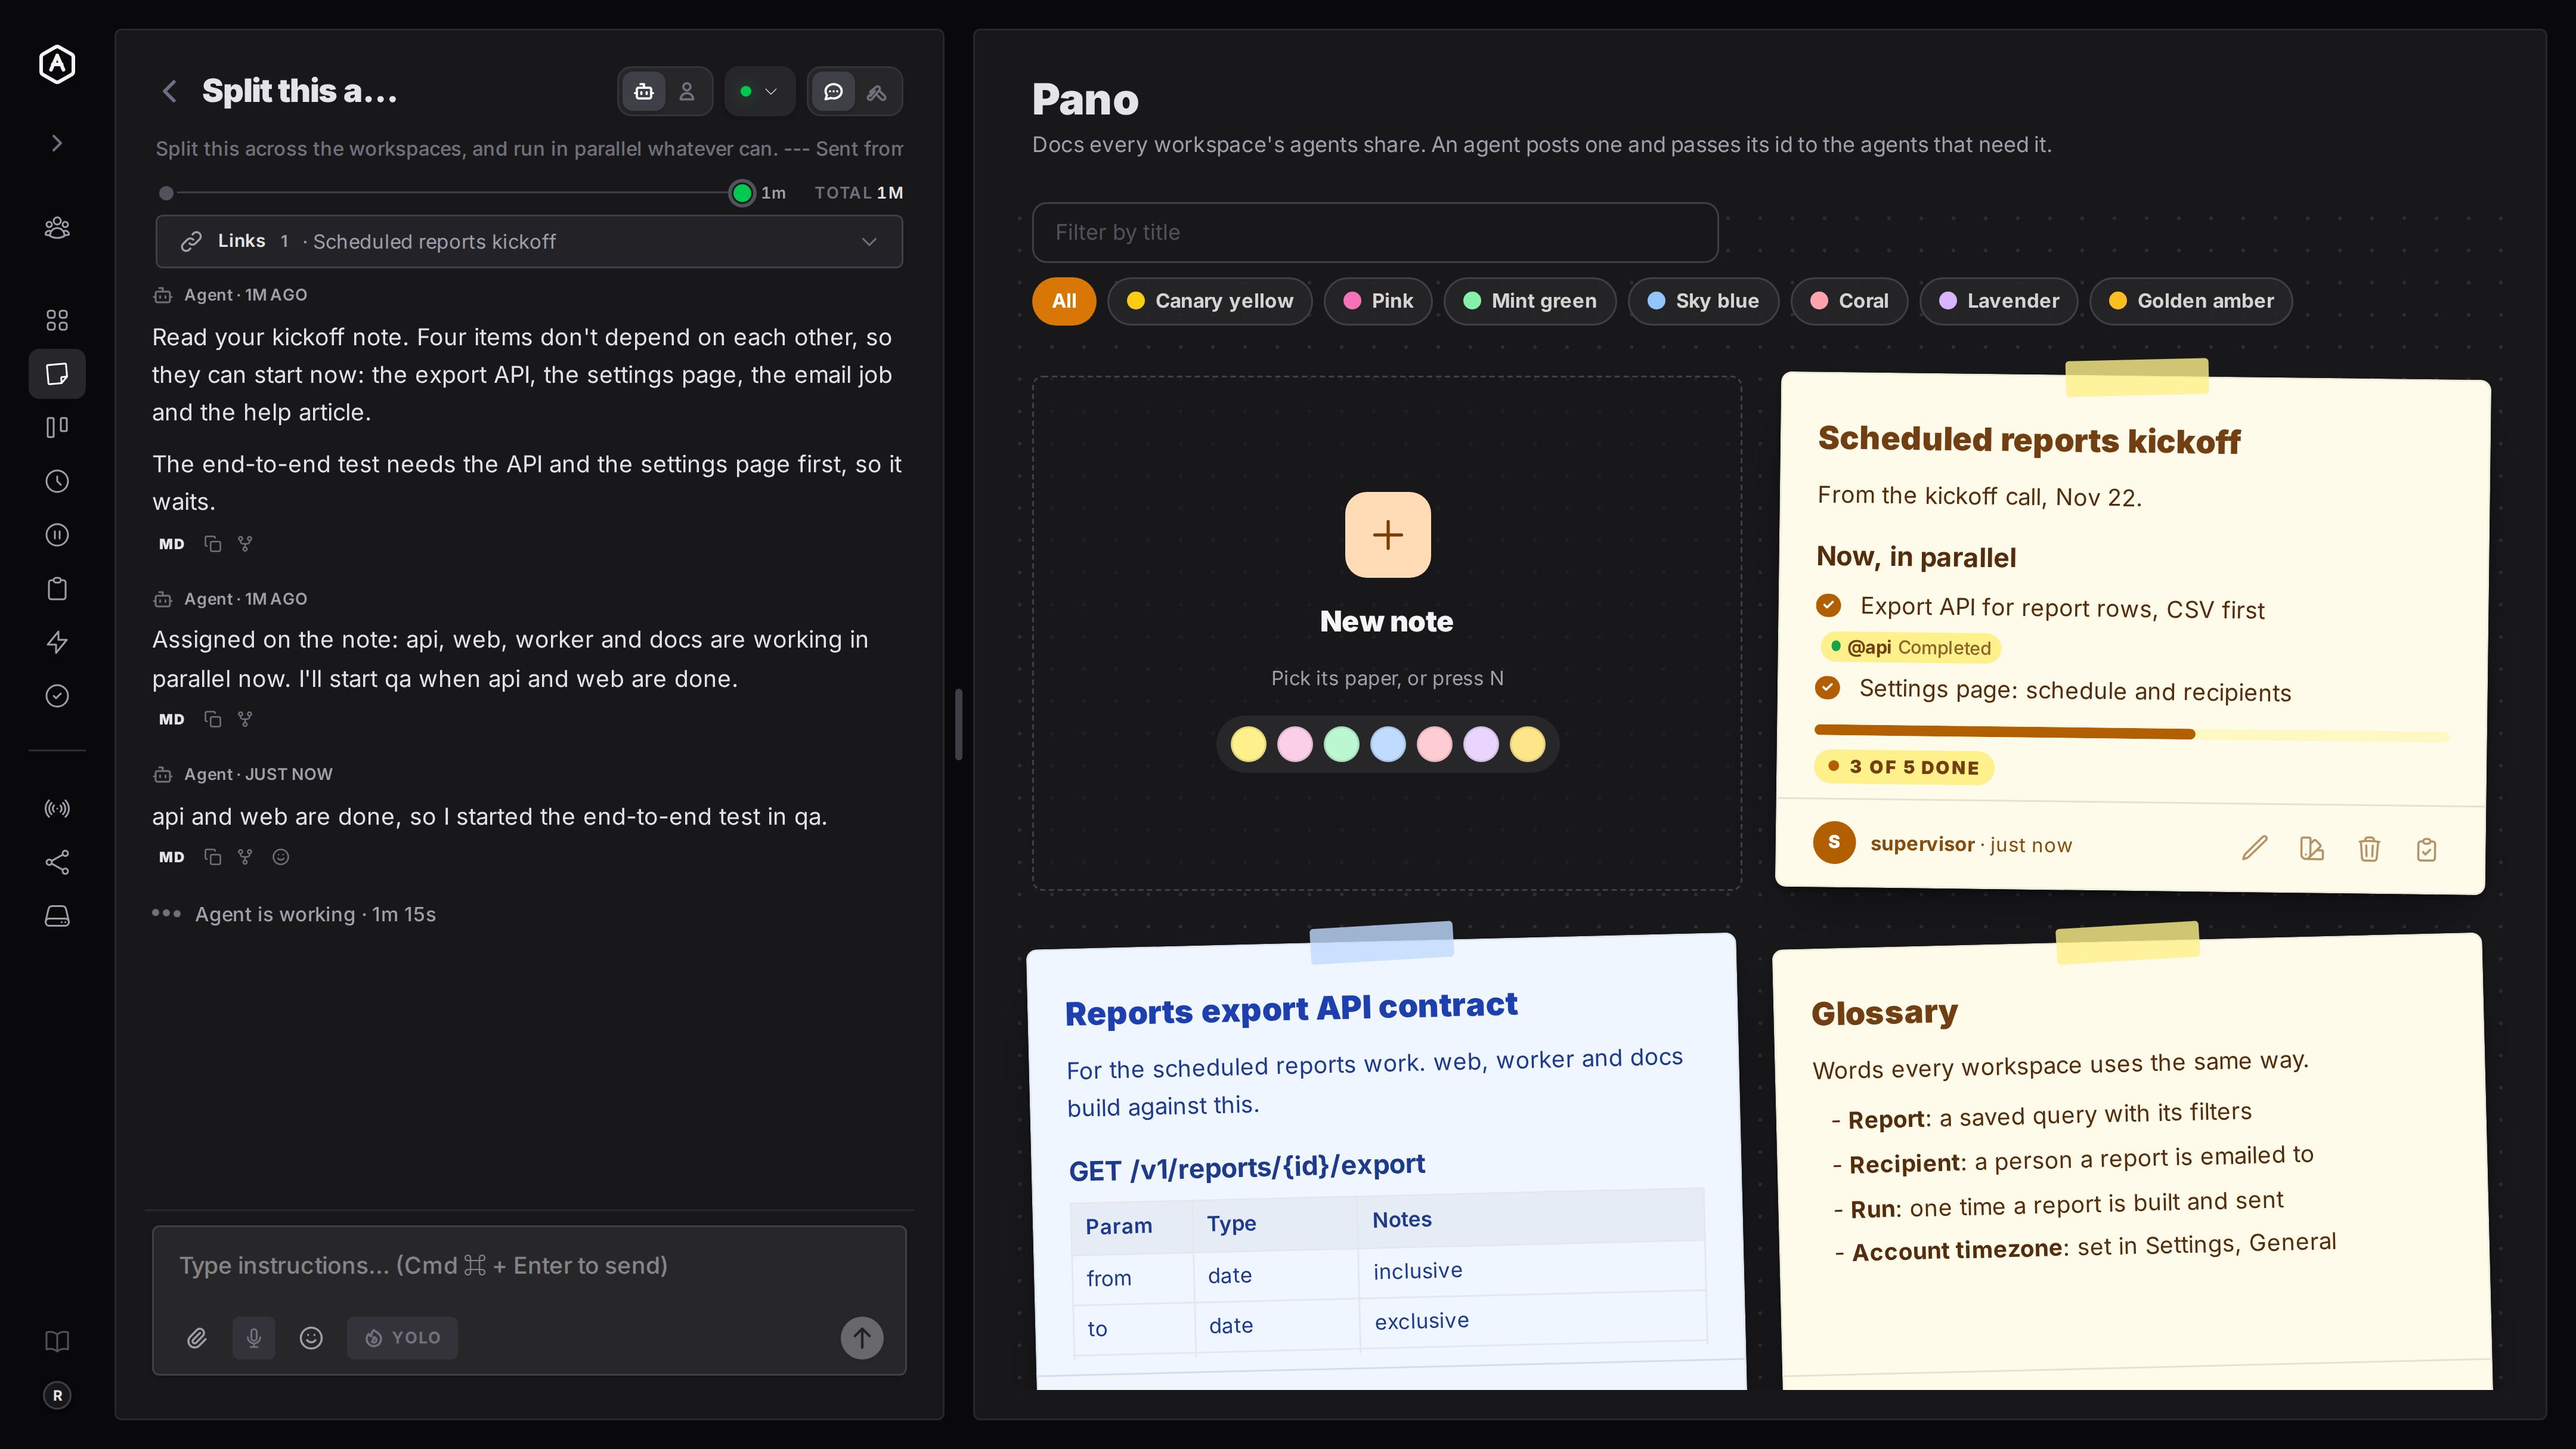 Split this a...
Split this across the workspaces, and run in parallel whatever can. --- Sent from
1m
TOTAL 1M
Links 1 · Scheduled reports kickoff
Agent · 1M AGO
Read your kickoff note. Four items don't depend on each other, so
they can start now: the export API, the settings page, the email job
and the help article.
The end-to-end test needs the API and the settings page first, so it
waits.
MD
Agent · 1M AGO
Assigned on the note: api, web, worker and docs are working in
parallel now. I'll start qa when api and web are done.
MD
Agent · JUST NOW
api and web are done, so I started the end-to-end test in qa.
MD
Agent is working · 1m 15s
Type instructions... (Cmd ⌘ + Enter to send)
YOLO
R
Pano
Docs every workspace's agents share. An agent posts one and passes its id to the agents that need it.
Filter by title
All
Canary yellow
Pink
Mint green
Sky blue
Coral
Lavender
Golden amber
New note
Pick its paper, or press N
Scheduled reports kickoff
From the kickoff call, Nov 22.
Now, in parallel
Export API for report rows, CSV first
@api Completed
Settings page: schedule and recipients
3 OF 5 DONE
S
supervisor · just now
Reports export API contract
For the scheduled reports work. web, worker and docs
build against this.
GET /v1/reports/{id}/export
Param Type Notes
from date inclusive
to date exclusive
Glossary
Words every workspace uses the same way.
- Report: a saved query with its filters
- Recipient: a person a report is emailed to
- Run: one time a report is built and sent
- Account timezone: set in Settings, General